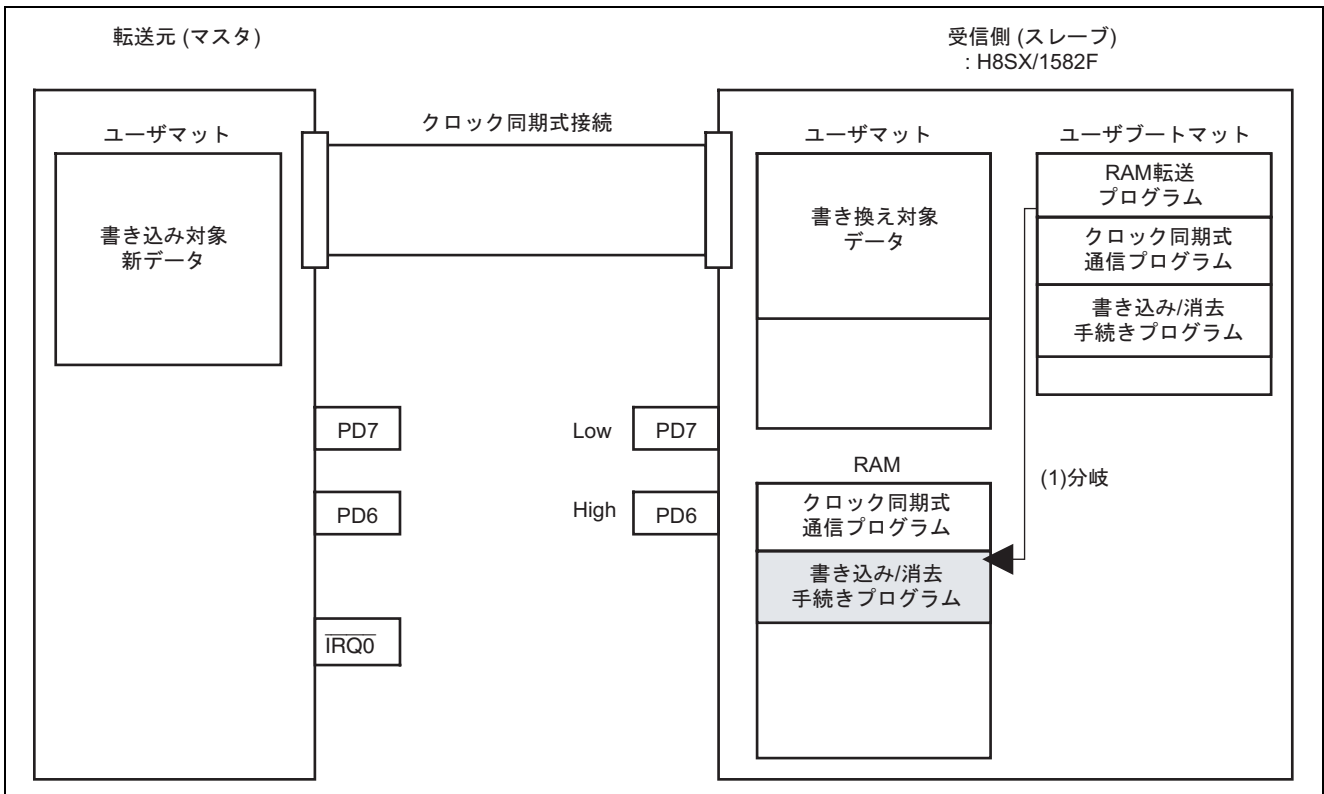 転送元 (マスタ)
受信側 (スレーブ)
: H8SX/1582F
クロック同期式接続
ユーザマット
書き込み対象
新データ
PD7
PD6
IRQ0
Low
PD7
High
PD6
ユーザマット
書き換え対象
データ
ユーザブートマット
RAM転送
プログラム
クロック同期式
通信プログラム
書き込み/消去
手続きプログラム
(1)分岐
RAM
クロック同期式
通信プログラム
書き込み/消去
手続きプログラム